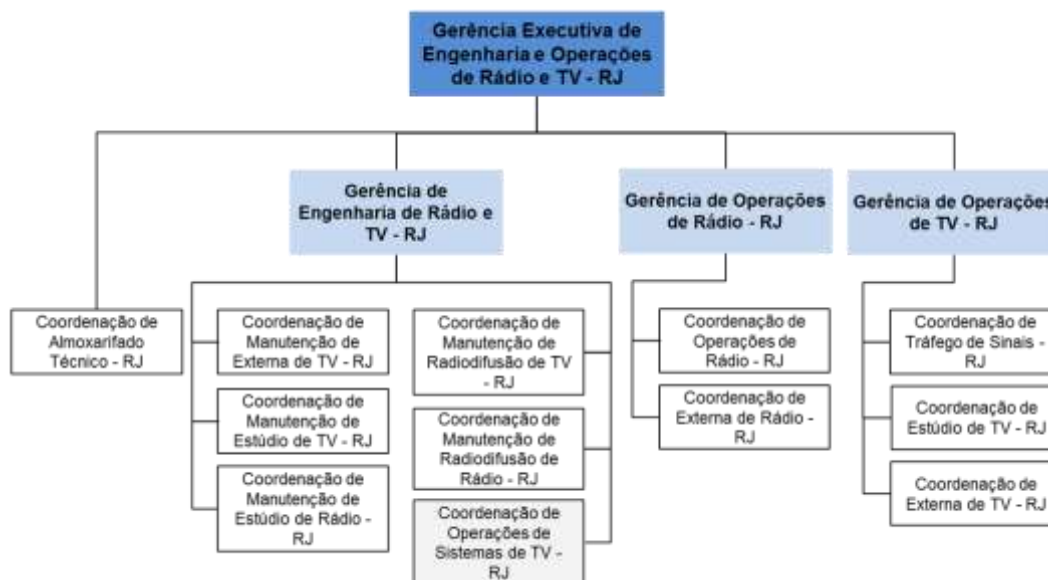 Gerência Executiva de
Engenharia e Operações
de Rádio e TV - RJ
Gerência de
Engenharia de Rádio e
TV - RJ
Gerência de Operações
de Rádio - RJ
Gerência de Operações
de TV - RJ
Coordenação de
Almoxarifado
Técnico - RJ
Coordenação de
Manutenção de
Externa de TV - RJ
Coordenação de
Manutenção de
Radiodifusão de TV
- RJ
Coordenação de
Operações de
Rádio - RJ
Coordenação de
Tráfego de Sinais -
RJ
Coordenação de
Manutenção de
Estúdio de TV - RJ
Coordenação de
Manutenção de
Radiodifusão de
Rádio - RJ
Coordenação de
Externa de Rádio -
RJ
Coordenação de
Estúdio de TV - RJ
Coordenação de
Manutenção de
Estúdio de Rádio -
RJ
Coordenação de
Operações de
Sistemas de TV -
RJ
Coordenação de
Externa de TV - RJ